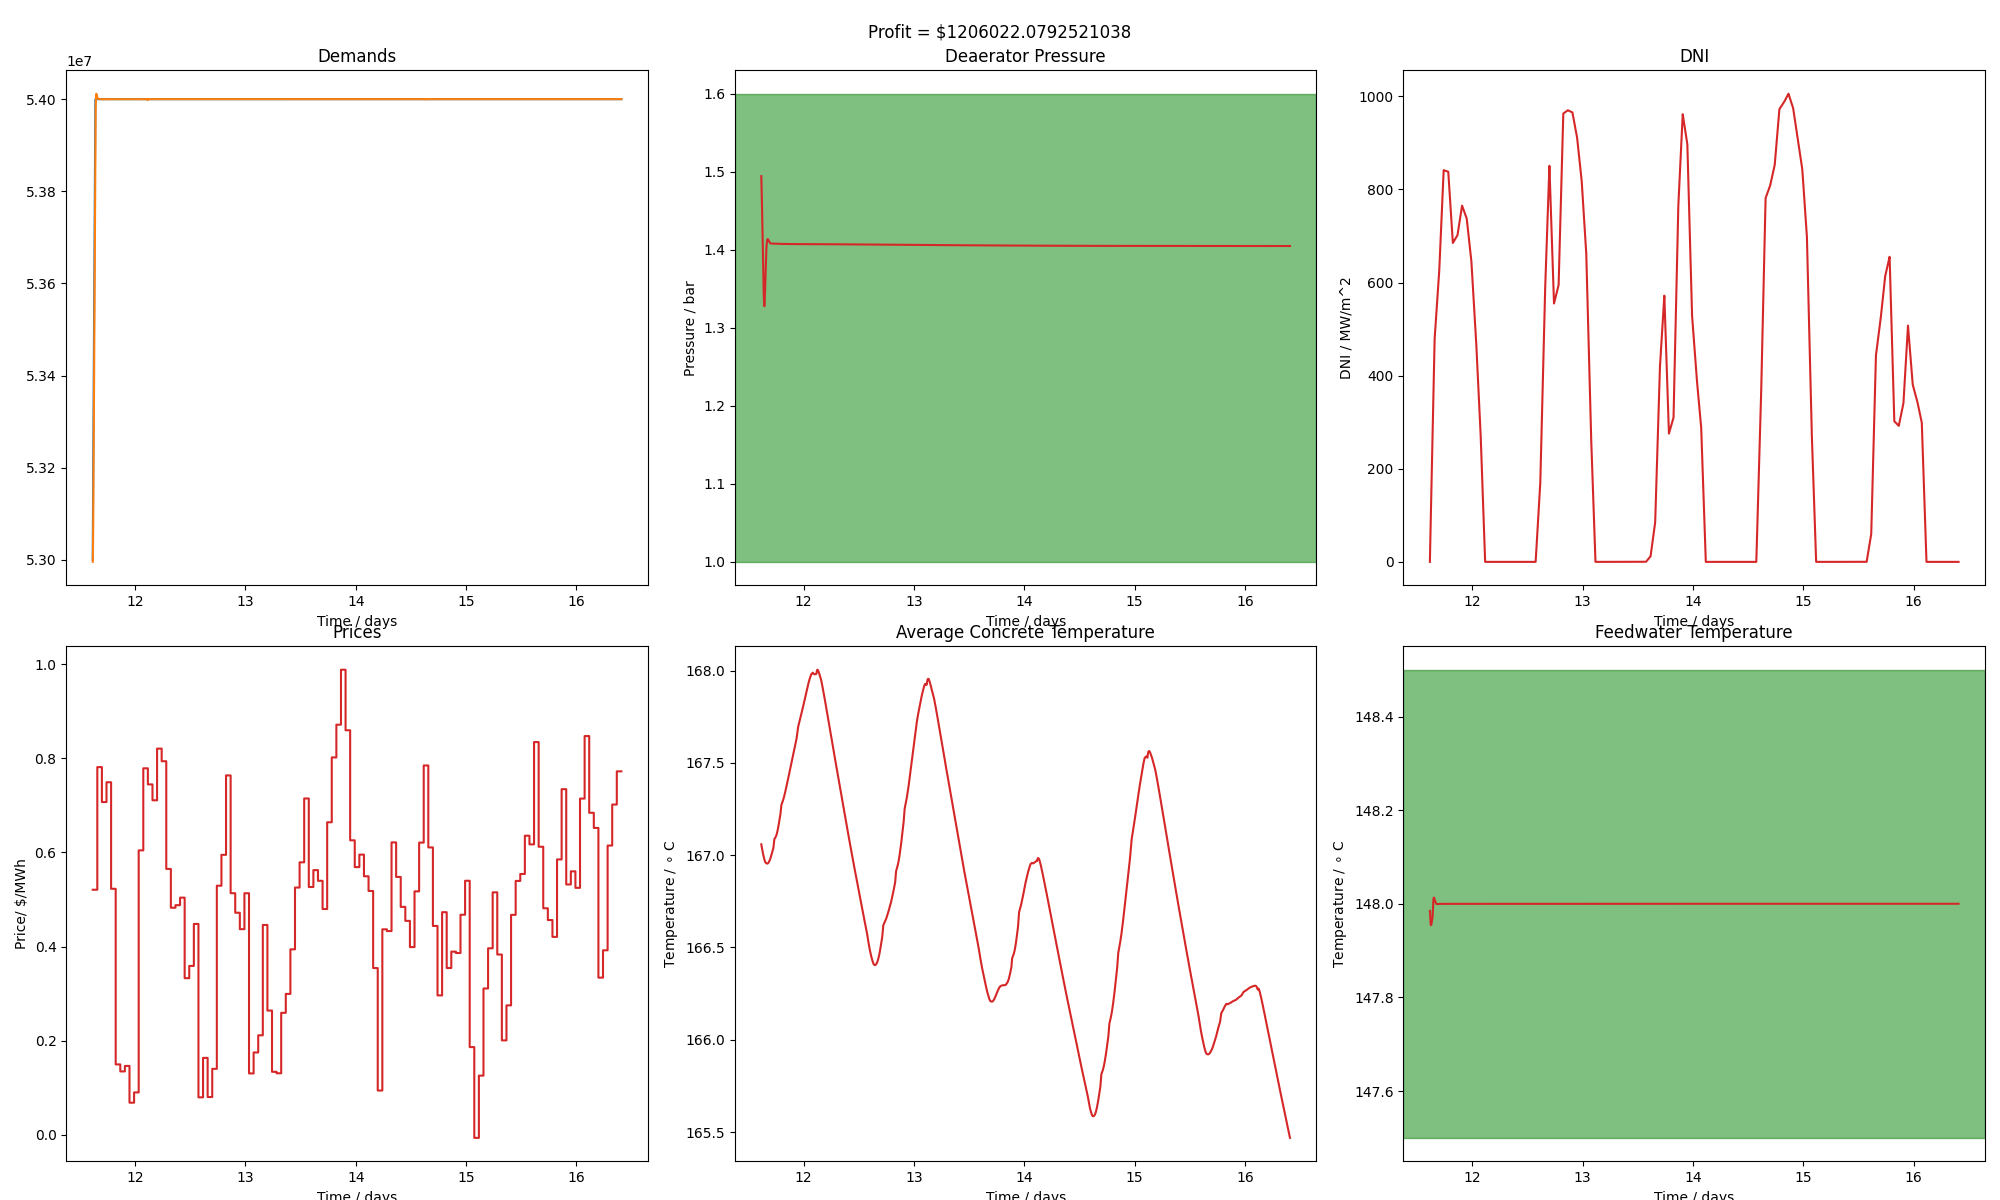 Profit = $1206022.0792521038
Demands
1e7
5.40
5.38
5.36
5.34
5.32
5.30
12 13 14 15 16
Time / days
Deaerator Pressure
Pressure / bar
1.6
1.5
1.4
1.3
1.2
1.1
1.0
12 13 14 15 16
Time / days
DNI
DNI / MW/m^2
1000
800
600
400
200
0
12 13 14 15 16
Time / days
Prices
Price/ $/MWh
1.0
0.8
0.6
0.4
0.2
0.0
12 13 14 15 16
Time / days
Average Concrete Temperature
Temperature / ∘ C
168.0
167.5
167.0
166.5
166.0
165.5
12 13 14 15 16
Time / days
Feedwater Temperature
Temperature / ∘ C
148.4
148.2
148.0
147.8
147.6
12 13 14 15 16
Time / days